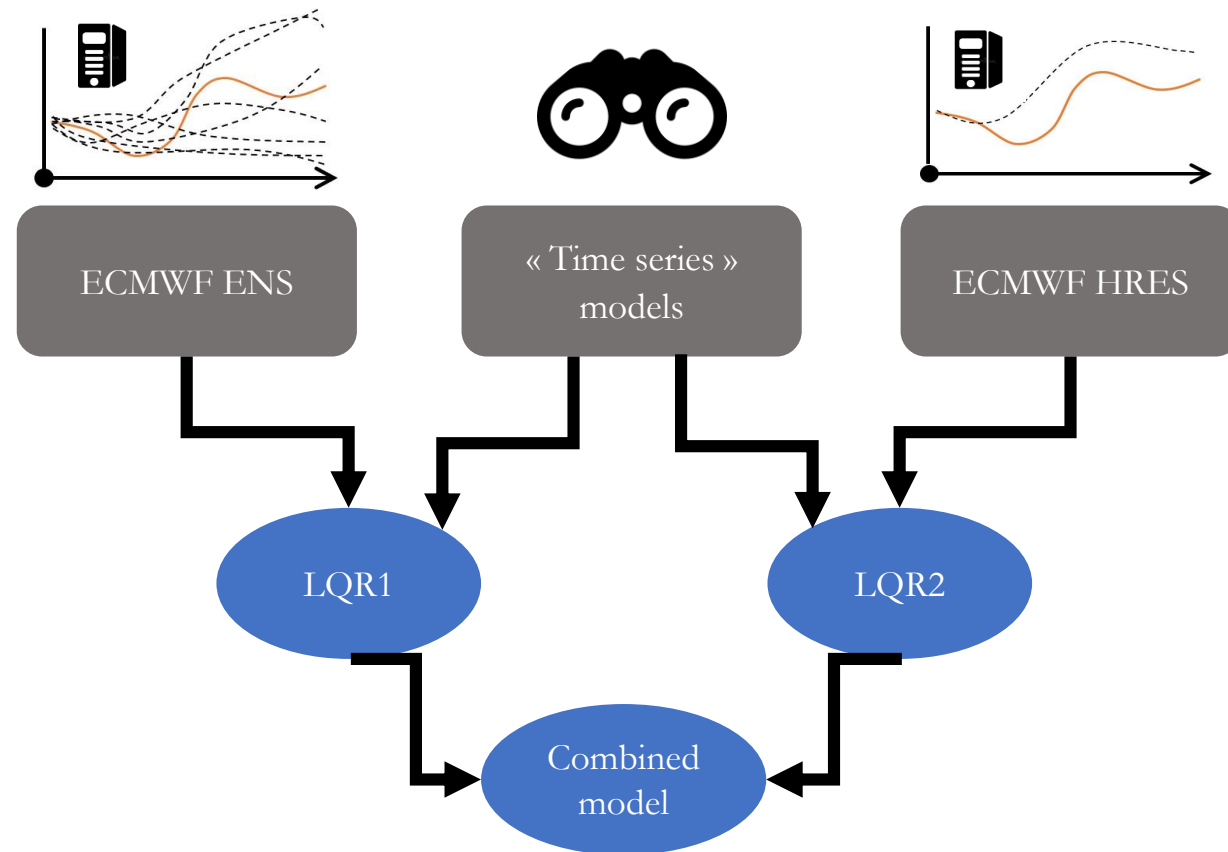 ECMWF ENS
« Time series »
models
ECMWF HRES
LQR1
LQR2
Combined
model